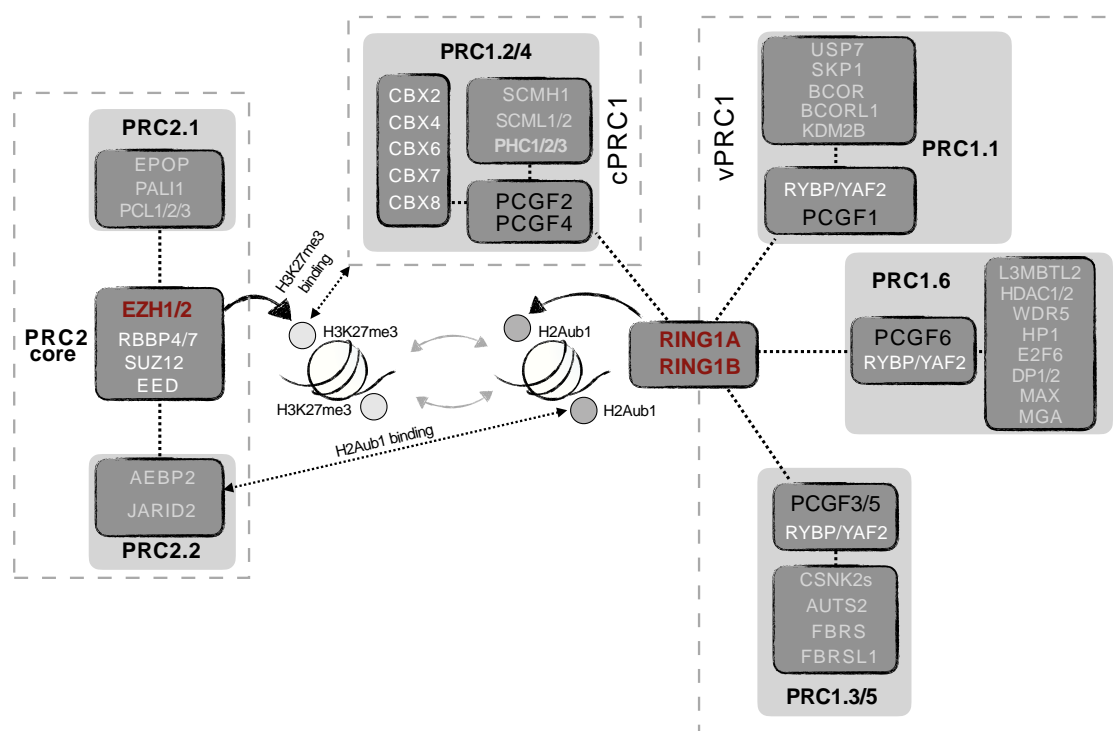 PRC2.1
EPOP
PALI1
PCL1/2/3
PRC2
core
EZH1/2
RBBP4/7
SUZ12
EED
AEBP2
JARID2
PRC2.2
H3K27me3
binding
H3K27me3
H3K27me3
H2Aub1
H2Aub1
H2Aub1 binding
PRC1.2/4
CBX2
CBX4
CBX6
CBX7
CBX8
SCMH1
SCML1/2
PHC1/2/3
PCGF2
PCGF4
cPRC1
vPRC1
RING1A
RING1B
USP7
SKP1
BCOR
BCORL1
KDM2B
PRC1.1
RYBP/YAF2
PCGF1
PRC1.6
PCGF6
RYBP/YAF2
L3MBTL2
HDAC1/2
WDR5
HP1
E2F6
DP1/2
MAX
MGA
PCGF3/5
RYBP/YAF2
CSNK2s
AUTS2
FBRS
FBRSL1
PRC1.3/5